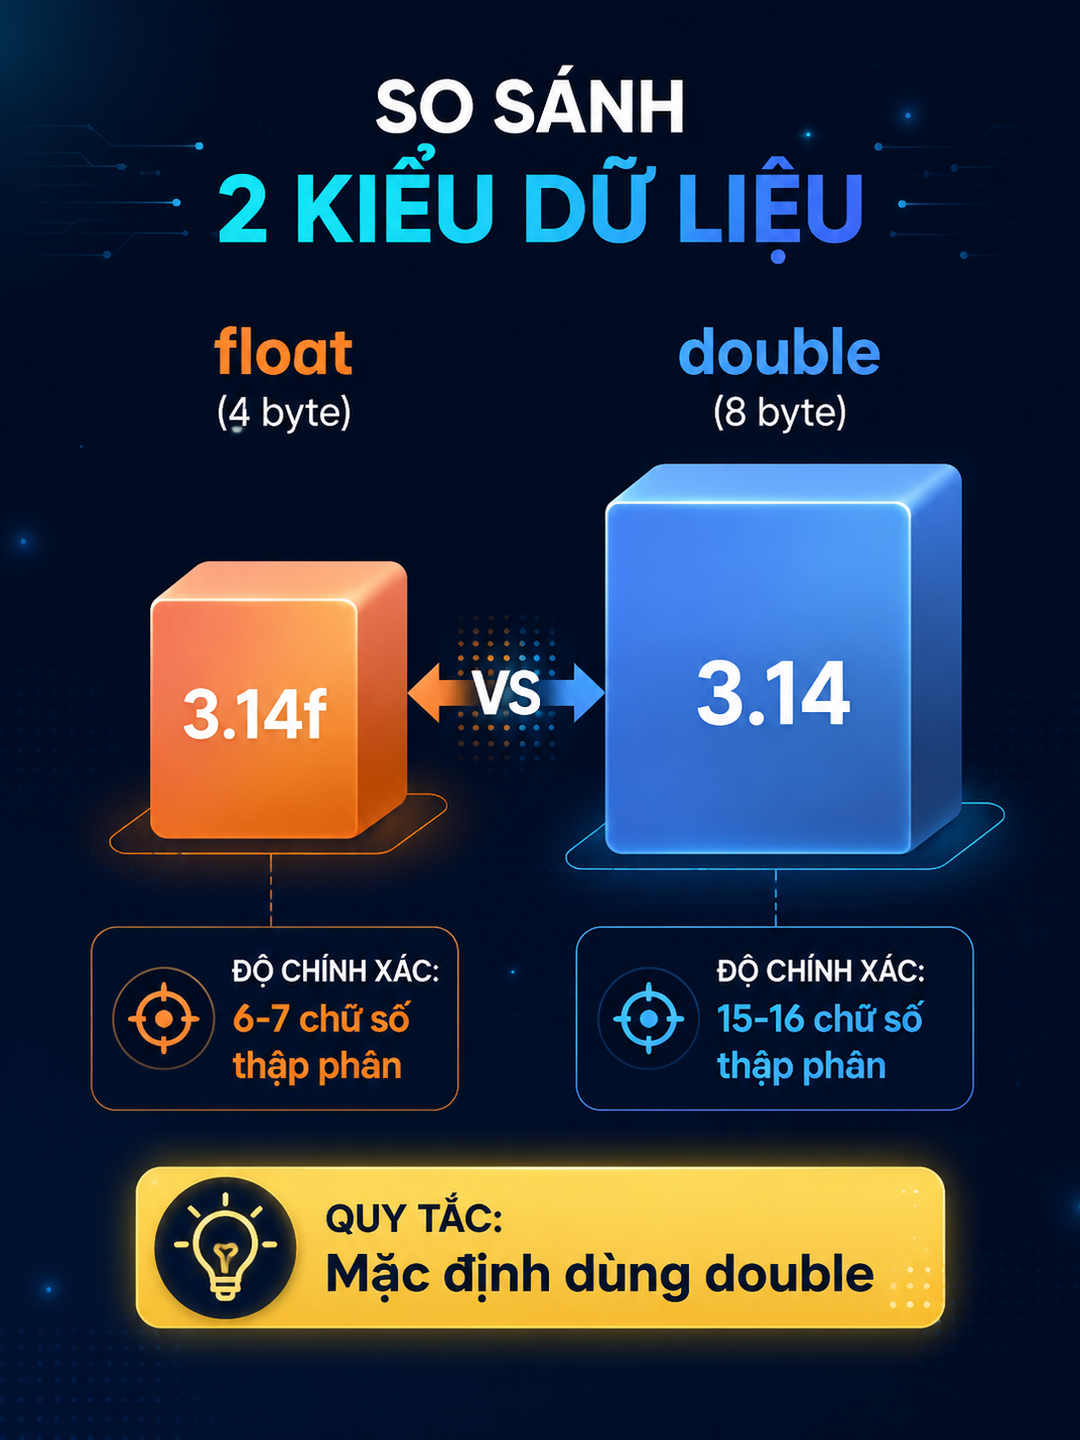 SO SÁNH
2 KIỂU DỮ LIỆU
float
(4 byte)
double
(8 byte)
3.14f
VS
3.14
ĐỘ CHÍNH XÁC:
6-7 chữ số
thập phân
ĐỘ CHÍNH XÁC:
15-16 chữ số
thập phân
QUY TẮC:
Mặc định dùng double